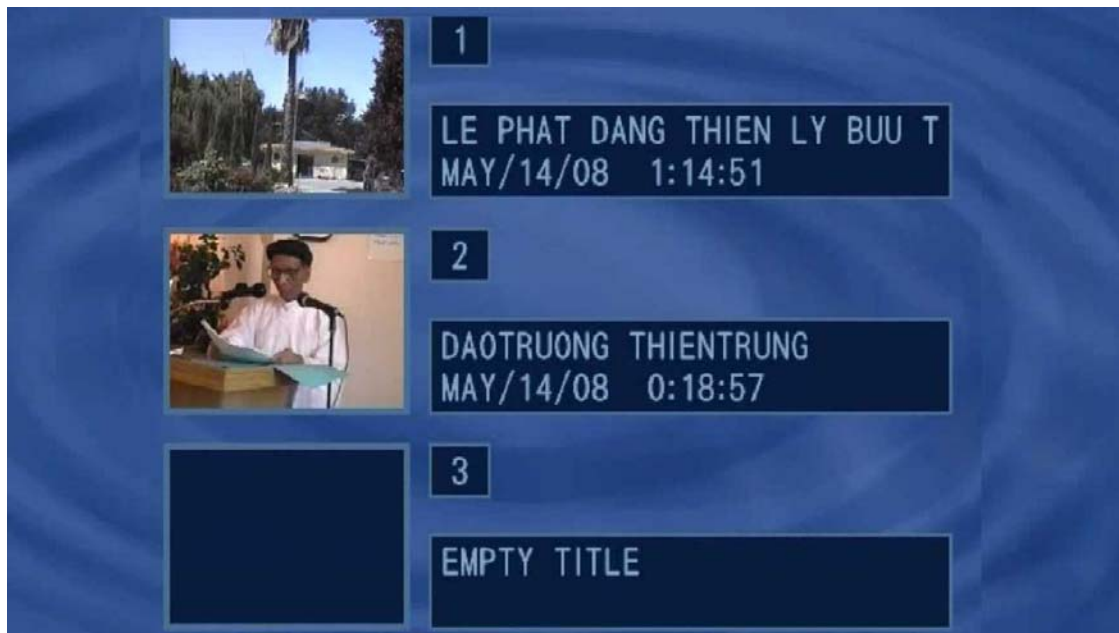 1
LE PHAT DANG THIEN LY BUU T
MAY/14/08 1:14:51
2
DAOTRUONG THIENTRUNG
MAY/14/08 0:18:57
3
EMPTY TITLE